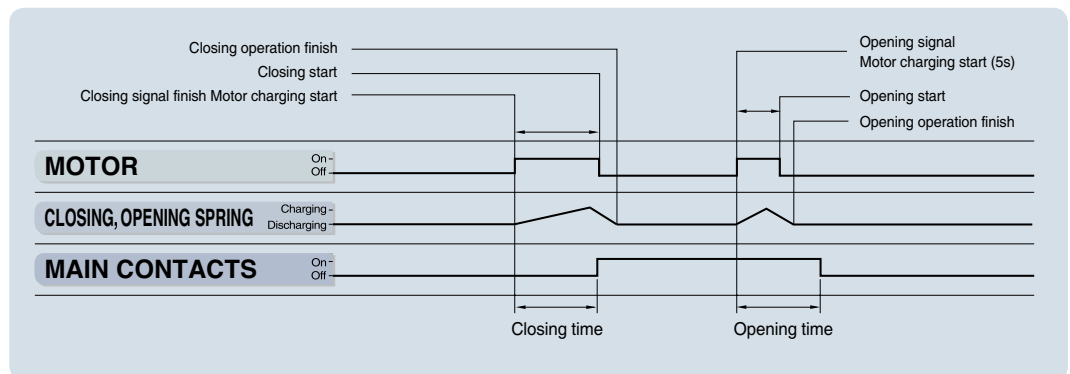 Closing operation finish
Closing start
Closing signal finish Motor charging start
Opening signal
Motor charging start (5s)
Opening start
Opening operation finish
MOTOR
On
Off
CLOSING, OPENING SPRING
Charging
Discharging
MAIN CONTACTS
On
Off
Closing time
Opening time